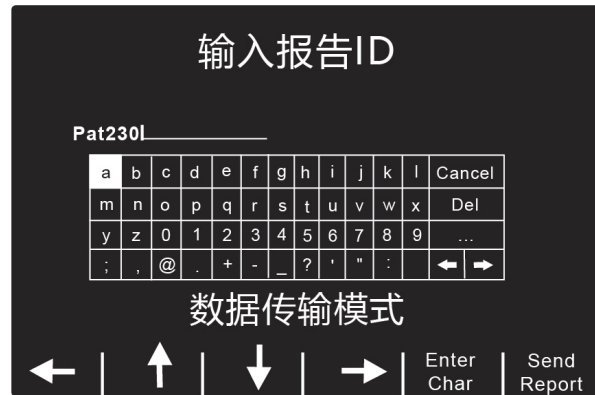 输入报告ID
Pat230l
a b c d e f g h i j k l Cancel
m n o p q r s t u v w x Del
y z 0 1 2 3 4 5 6 7 8 9 ...
; , @ . + - _ ? ' " :
数据传输模式
Enter Char Send Report